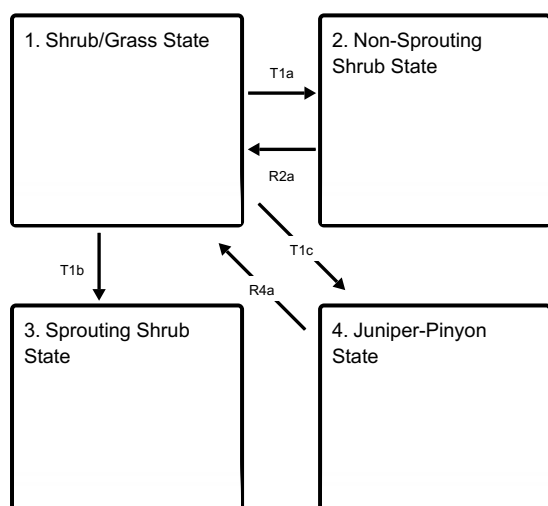 1. Shrub/Grass State
2. Non-Sprouting
Shrub State
T1a
R2a
T1c
T1b
R4a
3. Sprouting Shrub
State
4. Juniper-Pinyon
State